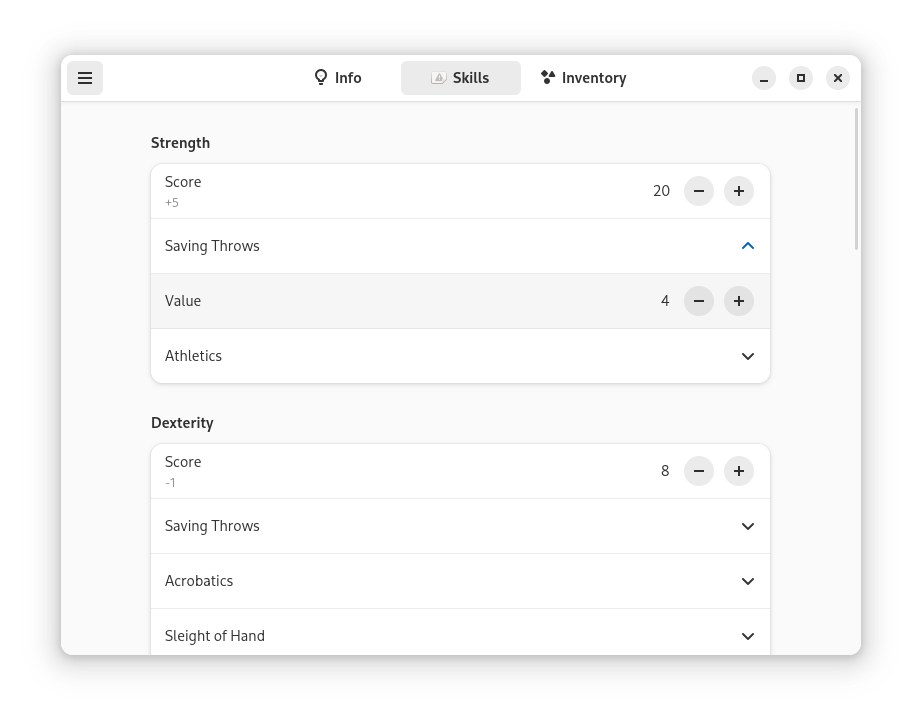 Info
Skills
Inventory
Strength
Score
20
+5
Saving Throws
Value
4
Athletics
Dexterity
Score
8
-1
Saving Throws
Acrobatics
Sleight of Hand